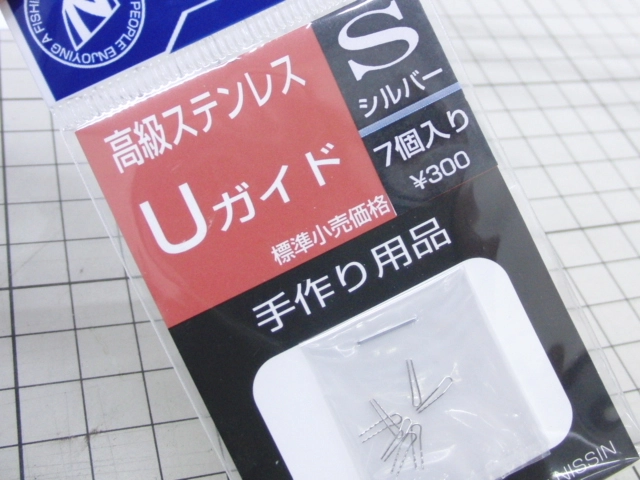 N
PEOPLE ENJOYING A FISHI
高級ステンレス
Uガイド
標準小売価格
S
シルバー
7個入り
¥300
手作り用品
NISSIN